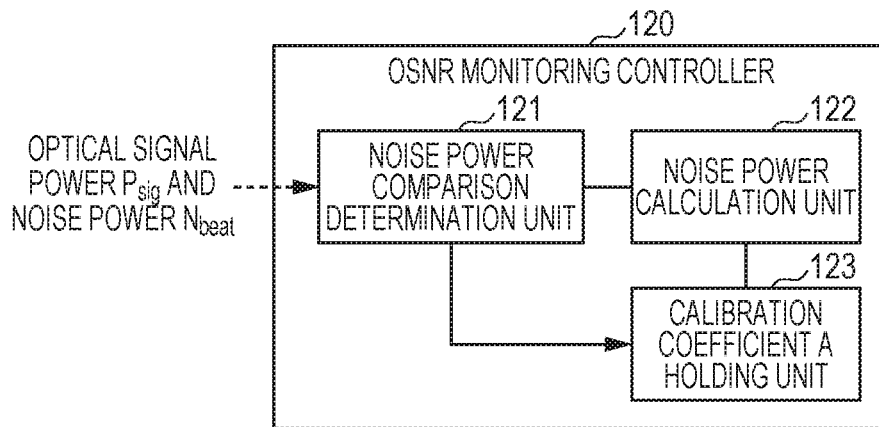 120
OSNR MONITORING CONTROLLER
121
122
OPTICAL SIGNAL
POWER Psig AND
NOISE POWER Nbeat
NOISE POWER
COMPARISON
DETERMINATION UNIT
NOISE POWER
CALCULATION UNIT
123
CALIBRATION
COEFFICIENT A
HOLDING UNIT